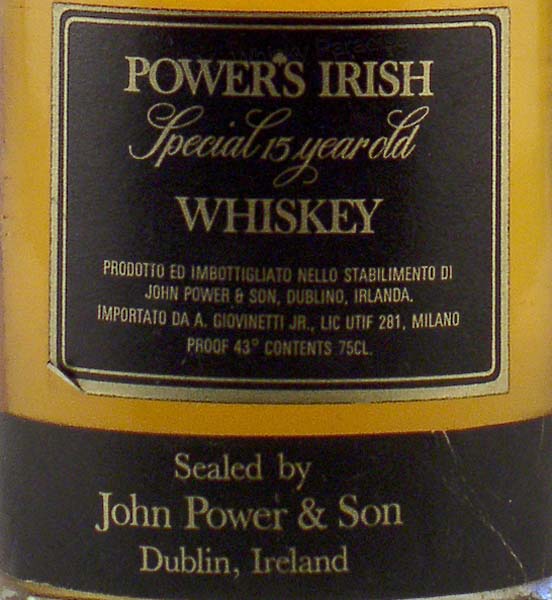 POWER'S IRISH
Special 15 year old
WHISKEY
PRODOTTO ED IMBOTTIGLIATO NELLO STABILIMENTO DI
JOHN POWER & SON, DUBLINO, IRLANDA.
IMPORTATO DA A. GIOVINETTI JR., LIC UTIF 281, MILANO
PROOF 43° CONTENTS 75CL.
Sealed by
John Power & Son
Dublin, Ireland